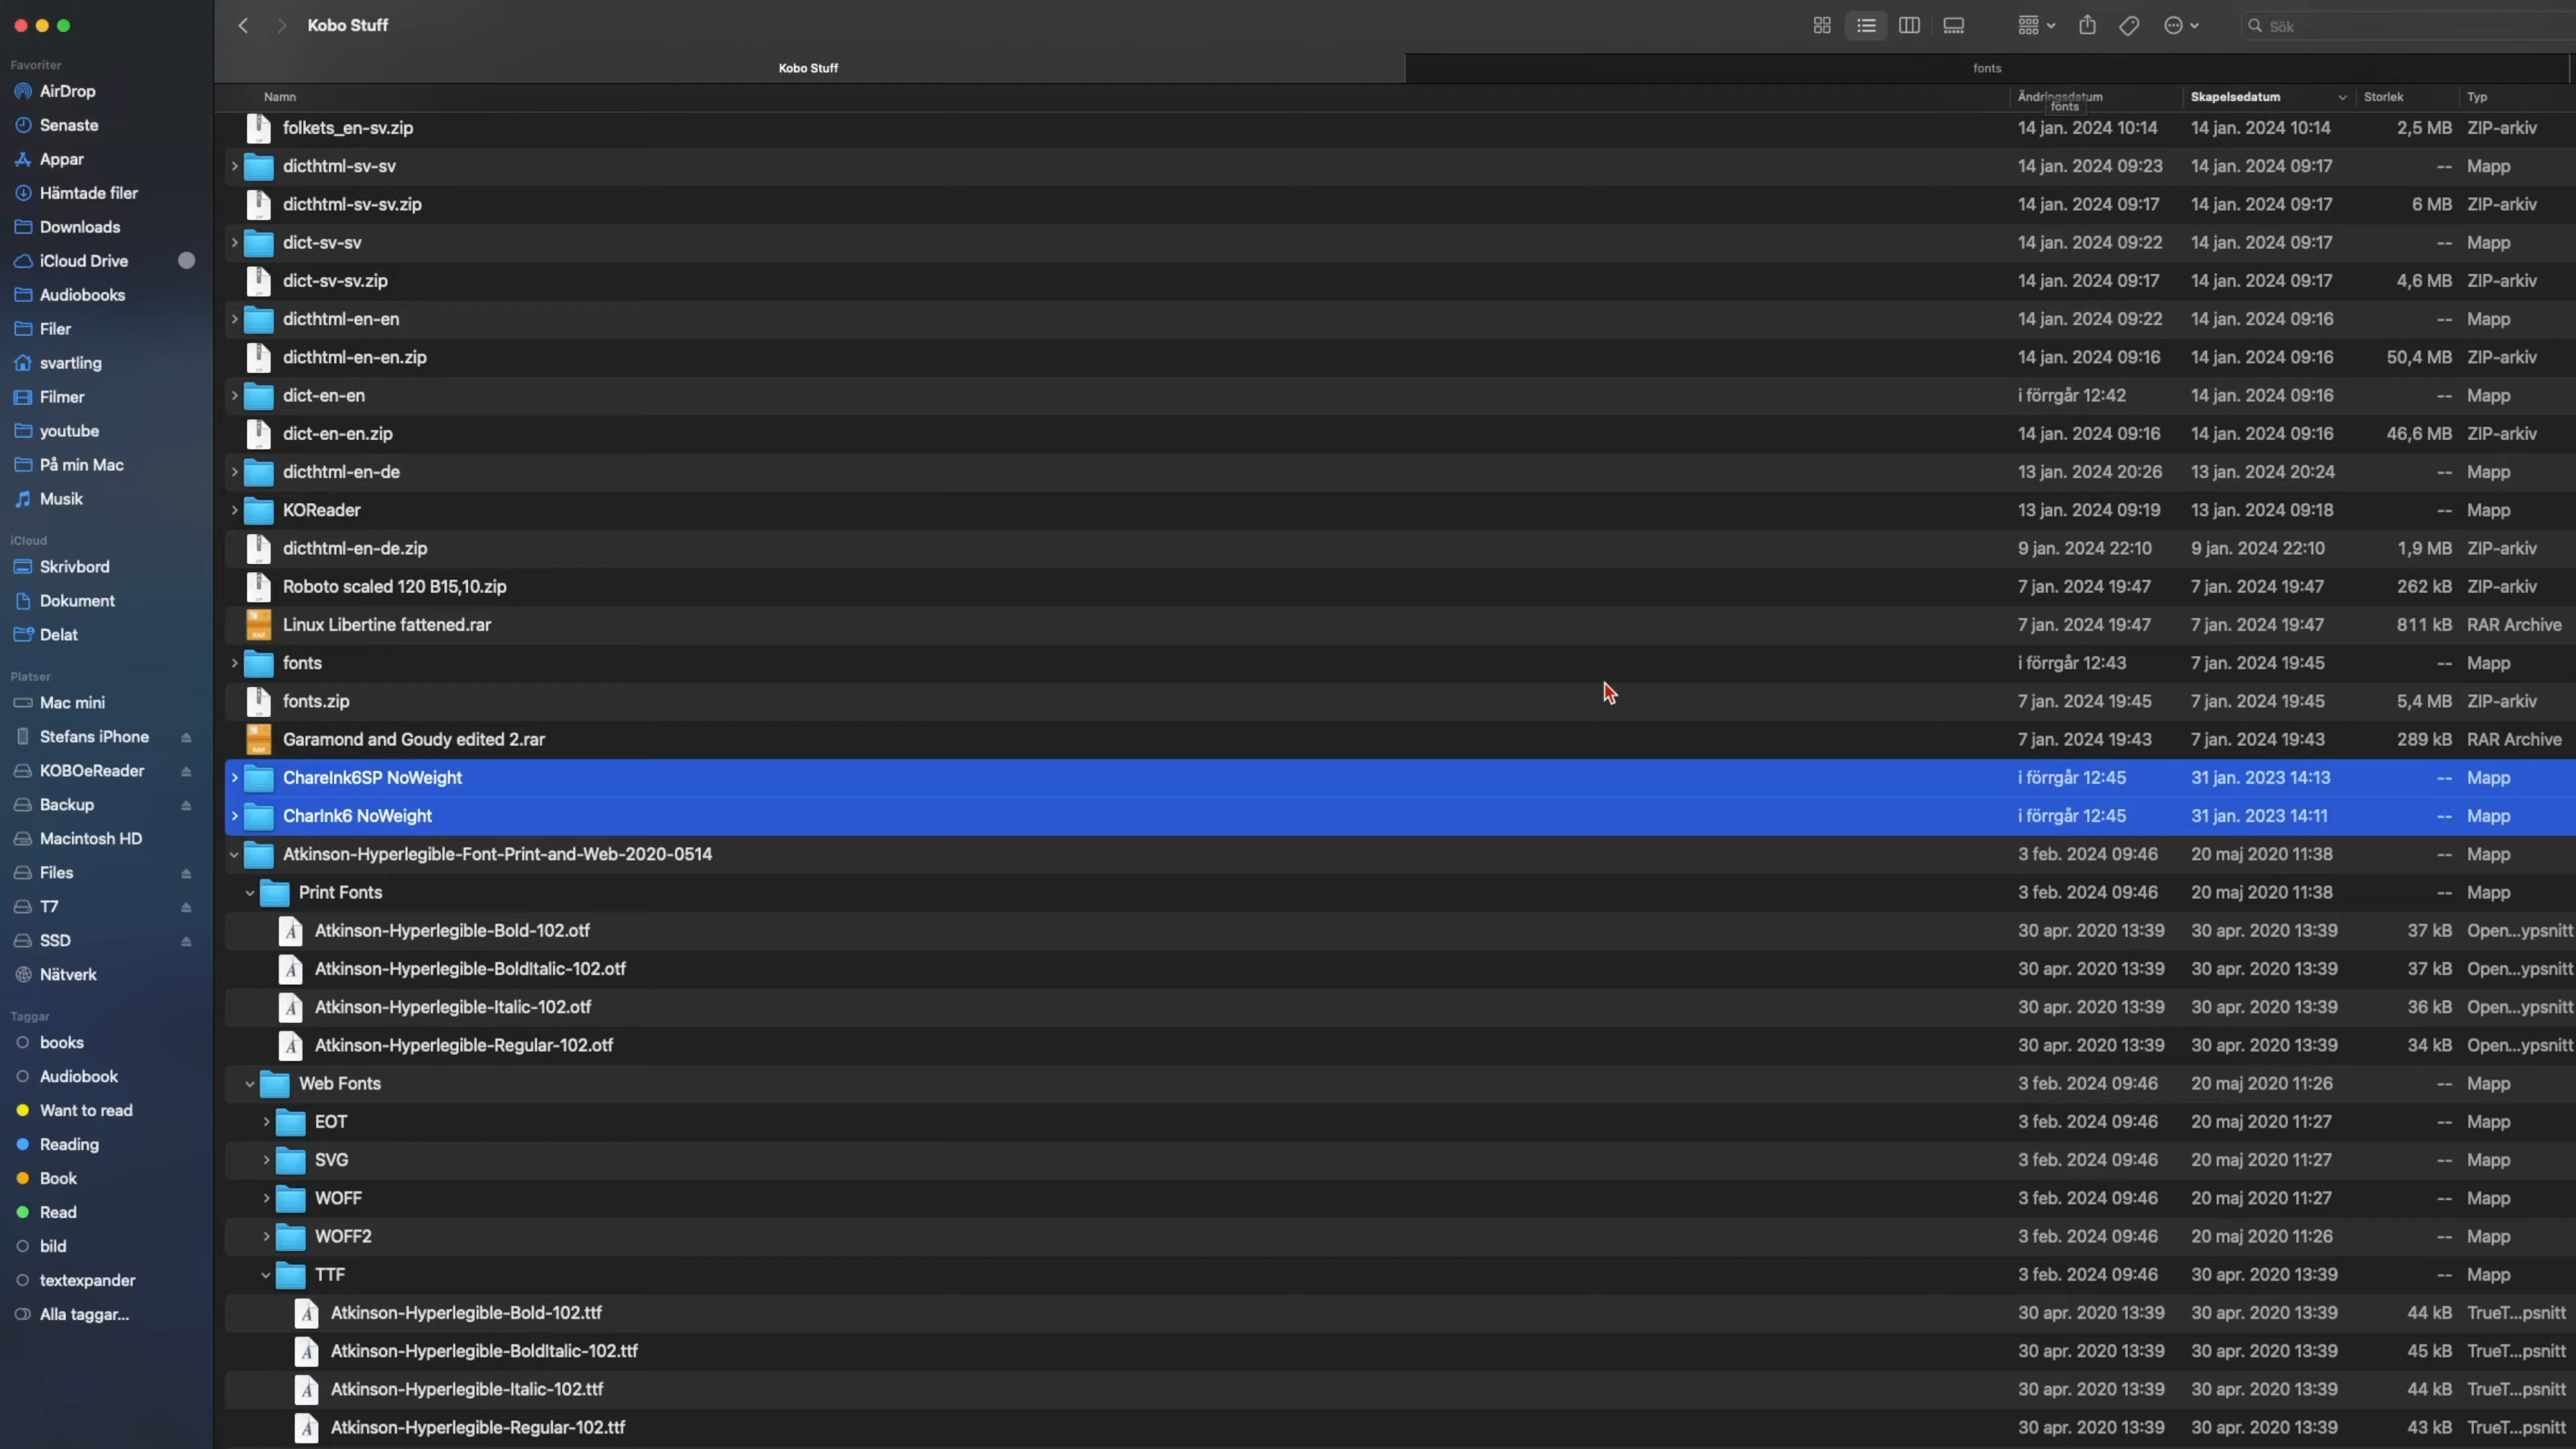 Kobo Stuff
Sök
Kobo Stuff
fonts
Favoriter
AirDrop
Senaste
Appar
Hämtade filer
Downloads
iCloud Drive
Audiobooks
Filer
svartling
Filmer
youtube
På min Mac
Musik
iCloud
Skrivbord
Dokument
Delat
Platser
Mac mini
Stefans iPhone
KOBOeReader
Backup
Macintosh HD
Files
T7
SSD
Nätverk
Taggar
books
Audiobook
Want to read
Reading
Book
Read
bild
textexpander
Alla taggar...
Namn Ändringsdatum Skapelsedatum Storlek Typ
fonts
folkets_en-sv.zip 14 jan. 2024 10:14 14 jan. 2024 10:14 2,5 MB ZIP-arkiv
dicthtml-sv-sv 14 jan. 2024 09:23 14 jan. 2024 09:17 -- Mapp
dicthtml-sv-sv.zip 14 jan. 2024 09:17 14 jan. 2024 09:17 6 MB ZIP-arkiv
dict-sv-sv 14 jan. 2024 09:22 14 jan. 2024 09:17 -- Mapp
dict-sv-sv.zip 14 jan. 2024 09:17 14 jan. 2024 09:17 4,6 MB ZIP-arkiv
dicthtml-en-en 14 jan. 2024 09:22 14 jan. 2024 09:16 -- Mapp
dicthtml-en-en.zip 14 jan. 2024 09:16 14 jan. 2024 09:16 50,4 MB ZIP-arkiv
dict-en-en i förrgår 12:42 14 jan. 2024 09:16 -- Mapp
dict-en-en.zip 14 jan. 2024 09:16 14 jan. 2024 09:16 46,6 MB ZIP-arkiv
dicthtml-en-de 13 jan. 2024 20:26 13 jan. 2024 20:24 -- Mapp
KOReader 13 jan. 2024 09:19 13 jan. 2024 09:18 -- Mapp
dicthtml-en-de.zip 9 jan. 2024 22:10 9 jan. 2024 22:10 1,9 MB ZIP-arkiv
Roboto scaled 120 B15,10.zip 7 jan. 2024 19:47 7 jan. 2024 19:47 262 kB ZIP-arkiv
Linux Libertine fattened.rar 7 jan. 2024 19:47 7 jan. 2024 19:47 811 kB RAR Archive
fonts i förrgår 12:43 7 jan. 2024 19:45 -- Mapp
fonts.zip 7 jan. 2024 19:45 7 jan. 2024 19:45 5,4 MB ZIP-arkiv
Garamond and Goudy edited 2.rar 7 jan. 2024 19:43 7 jan. 2024 19:43 289 kB RAR Archive
ChareInk6SP NoWeight i förrgår 12:45 31 jan. 2023 14:13 -- Mapp
CharInk6 NoWeight i förrgår 12:45 31 jan. 2023 14:11 -- Mapp
Atkinson-Hyperlegible-Font-Print-and-Web-2020-0514 3 feb. 2024 09:46 20 maj 2020 11:38 -- Mapp
Print Fonts 3 feb. 2024 09:46 20 maj 2020 11:38 -- Mapp
Atkinson-Hyperlegible-Bold-102.otf 30 apr. 2020 13:39 30 apr. 2020 13:39 37 kB Open...ypsnitt
Atkinson-Hyperlegible-BoldItalic-102.otf 30 apr. 2020 13:39 30 apr. 2020 13:39 37 kB Open...ypsnitt
Atkinson-Hyperlegible-Italic-102.otf 30 apr. 2020 13:39 30 apr. 2020 13:39 36 kB Open...ypsnitt
Atkinson-Hyperlegible-Regular-102.otf 30 apr. 2020 13:39 30 apr. 2020 13:39 34 kB Open...ypsnitt
Web Fonts 3 feb. 2024 09:46 20 maj 2020 11:26 -- Mapp
EOT 3 feb. 2024 09:46 20 maj 2020 11:27 -- Mapp
SVG 3 feb. 2024 09:46 20 maj 2020 11:27 -- Mapp
WOFF 3 feb. 2024 09:46 20 maj 2020 11:27 -- Mapp
WOFF2 3 feb. 2024 09:46 20 maj 2020 11:26 -- Mapp
TTF 3 feb. 2024 09:46 30 apr. 2020 13:39 -- Mapp
Atkinson-Hyperlegible-Bold-102.ttf 30 apr. 2020 13:39 30 apr. 2020 13:39 44 kB TrueT...psnitt
Atkinson-Hyperlegible-BoldItalic-102.ttf 30 apr. 2020 13:39 30 apr. 2020 13:39 45 kB TrueT...psnitt
Atkinson-Hyperlegible-Italic-102.ttf 30 apr. 2020 13:39 30 apr. 2020 13:39 44 kB TrueT...psnitt
Atkinson-Hyperlegible-Regular-102.ttf 30 apr. 2020 13:39 30 apr. 2020 13:39 43 kB TrueT...psnitt